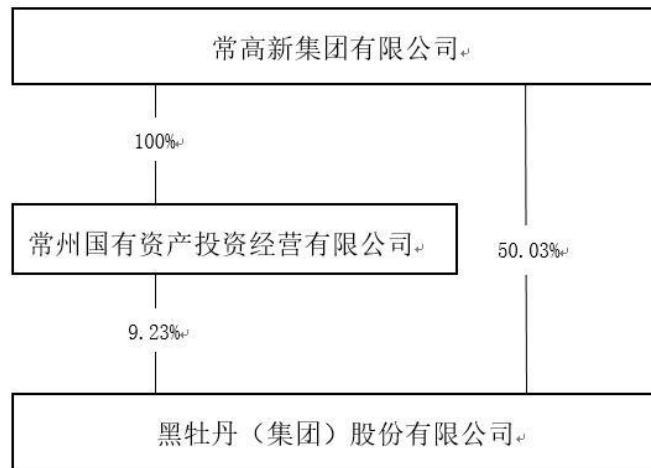 常高新集团有限公司
100%
常州国有资产投资经营有限公司
50.03%
9.23%
黑牡丹（集团）股份有限公司